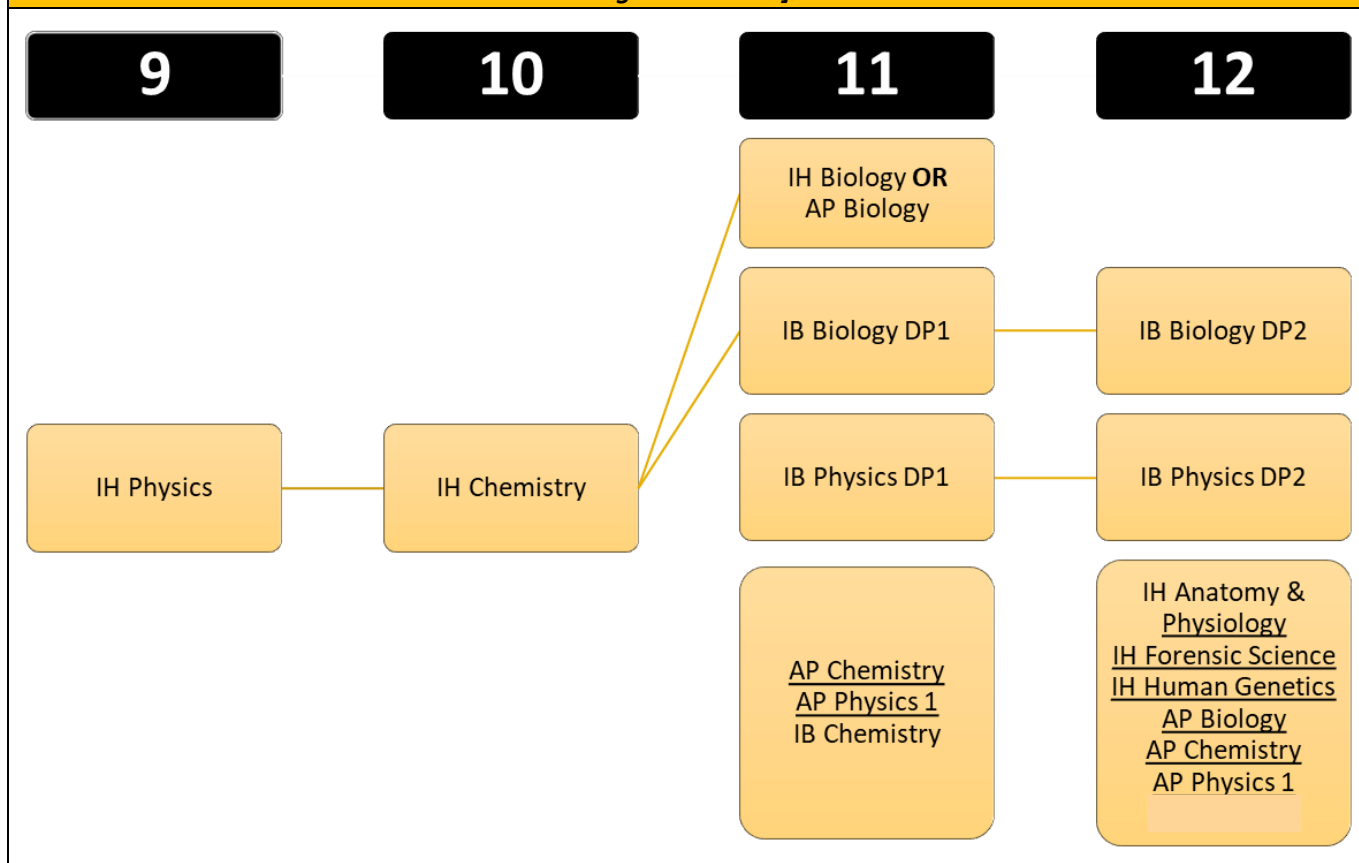 9
10
11
12
IH Biology OR
AP Biology
IB Biology DP1
IB Biology DP2
IH Physics
IH Chemistry
IB Physics DP1
IB Physics DP2
AP Chemistry
AP Physics 1
IB Chemistry
IH Anatomy &
Physiology
IH Forensic Science
IH Human Genetics
AP Biology
AP Chemistry
AP Physics 1